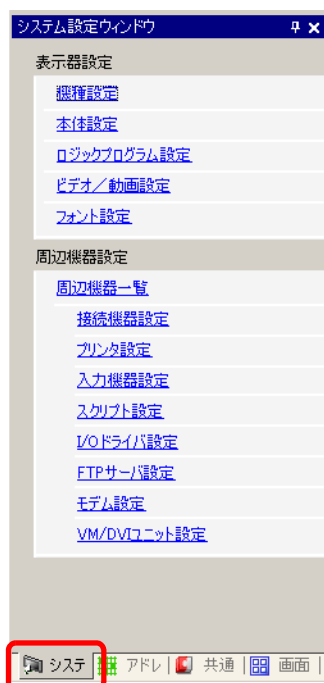 システム設定ウィンドウ
表示器設定
機種設定
本体設定
ロジックプログラム設定
ビデオ／動画設定
フォント設定
周辺機器設定
周辺機器一覧
接続機器設定
プリンタ設定
入力機器設定
スクリプト設定
I/Oドライバ設定
FTPサーバ設定
モデム設定
VM/DVIユニット設定
システ アドレ 共通 画面